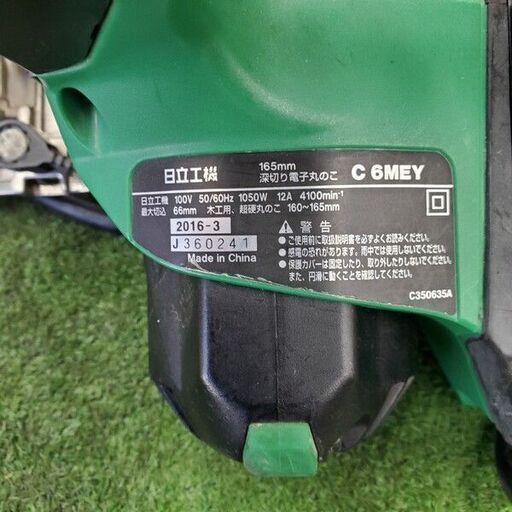 日立工機 165mm 深切り電子丸のこ C 6MEY
日立工機 100V 50/60Hz 1050W 12A 4100min⁻¹
最大切込 66mm 木工用、超硬丸のこ 160~165mm
2016-3
J360241
Made in China
⚠ 警告
●ご使用前に取扱説明書を必ずよくお読みください。
●感電の恐れがあります。雨中では使わないでください。
●保護カバーは固定したり、取り外したりしないでください。
また、円滑に動くことを確認してください。
C350635A